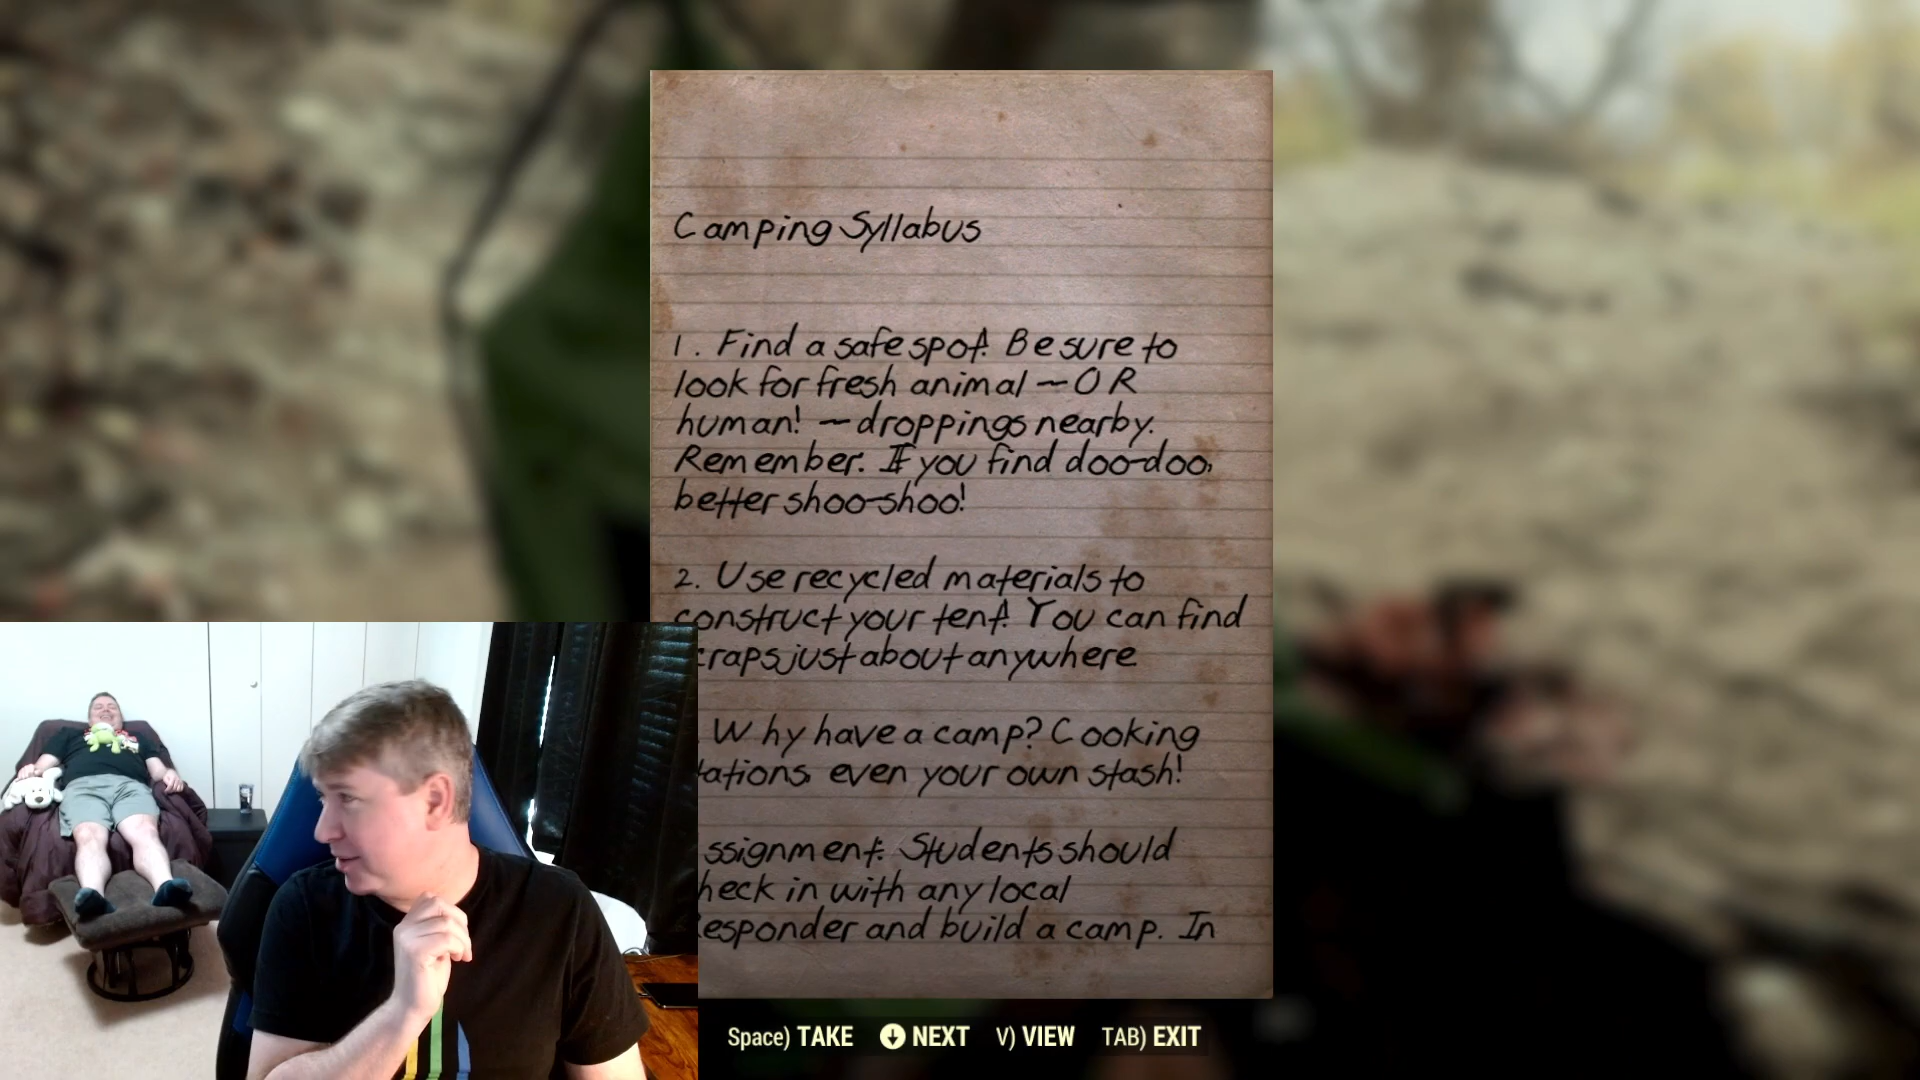 Camping Syllabus
1. Find a safe spot. Be sure to
look for fresh animal - OR
human! - droppings nearby.
Remember: If you find doo-doo,
better shoo-shoo!
2. Use recycled materials to
construct your tent. You can find
craps just about anywhere
Why have a camp? Cooking
tations, even your own stash!
ssignment: Students should
heck in with any local
esponder and build a camp. In
Space) TAKE NEXT V) VIEW TAB) EXIT